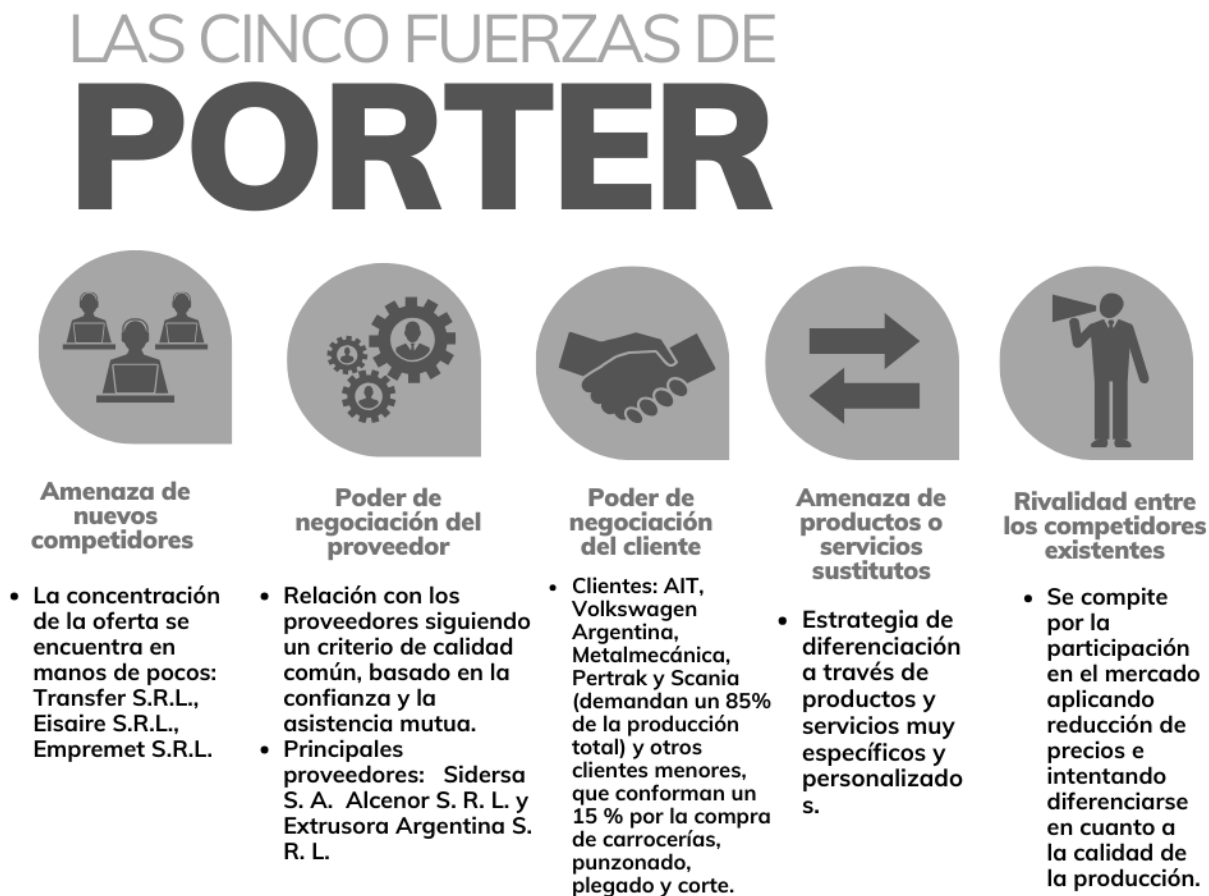 LAS CINCO FUERZAS DE
PORTER
Amenaza de
nuevos
competidores
• La concentración
de la oferta se
encuentra en
manos de pocos:
Transfer S.R.L.,
Eisaire S.R.L.,
Empremet S.R.L.
Poder de
negociación del
proveedor
• Relación con los
proveedores siguiendo
un criterio de calidad
común, basado en la
confianza y la
asistencia mutua.
• Principales
proveedores: Sidersa
S. A. Alcenor S. R. L. y
Extrusora Argentina S.
R. L.
Poder de
negociación
del cliente
• Clientes: AIT,
Volkswagen
Argentina,
Metalmecánica,
Pertrak y Scania
(demandan un 85%
de la producción
total) y otros
clientes menores,
que conforman un
15 % por la compra
de carrocerías,
punzonado,
plegado y corte.
Amenaza de
productos o
servicios
sustitutos
• Estrategia de
diferenciación
a través de
productos y
servicios muy
específicos y
personalizado
s.
Rivalidad entre
los competidores
existentes
• Se compite
por la
participación
en el mercado
aplicando
reducción de
precios e
intentando
diferenciarse
en cuanto a
la calidad de
la producción.